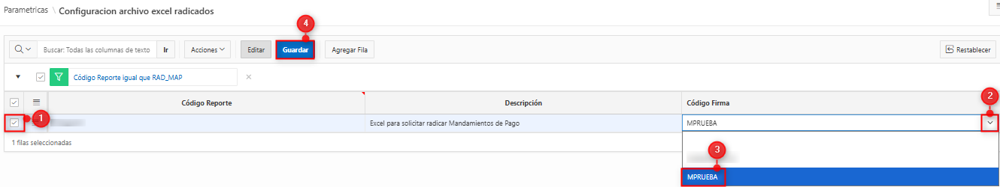 Parametricas \ Configuracion archivo excel radicados
4
Buscar: Todas las columnas de texto Ir Acciones Editar Guardar Agregar Fila Restablecer
Código Reporte igual que RAD_MAP
Código Reporte Descripción Código Firma
2
1 Excel para solicitar radicar Mandamientos de Pago MPRUEBA
1 filas seleccionadas
3
MPRUEBA